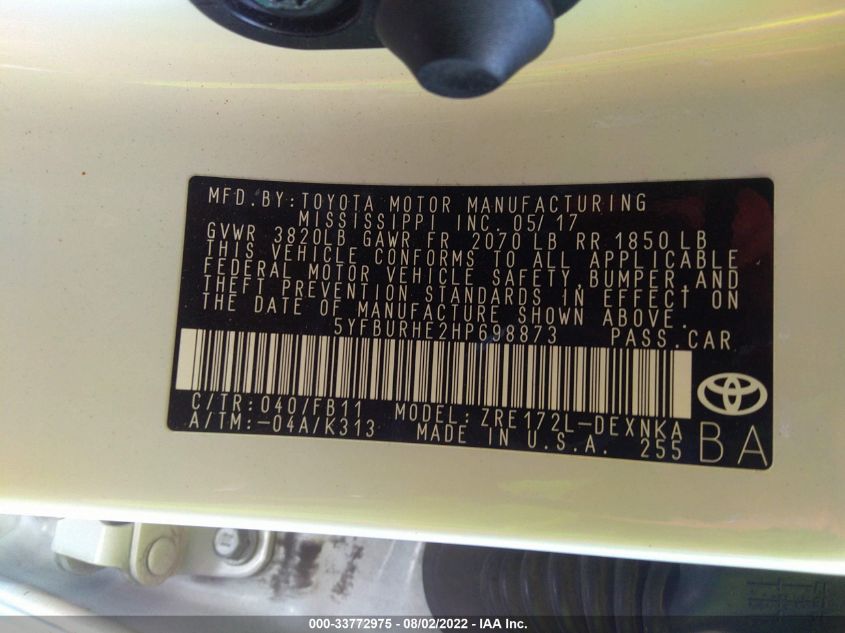 MFD.BY:TOYOTA MOTOR MANUFACTURING
MISSISSIPPI INC. 05/17
GVWR 3820LB GAWR FR 2070 LB RR 1850 LB
THIS VEHICLE CONFORMS TO ALL APPLICABLE
FEDERAL MOTOR VEHICLE SAFETY,BUMPER,AND
THEFT PREVENTION STANDARDS IN EFFECT ON
THE DATE OF MANUFACTURE SHOWN ABOVE.
5YFBURHE2HP698873 PASS.CAR
C/TR:040/FB11 MODEL:ZRE172L-DEXNKA
A/TM:-04A/K313 MADE IN U.S.A. 255
BA
000-33772975 - 08/02/2022 - IAA Inc.